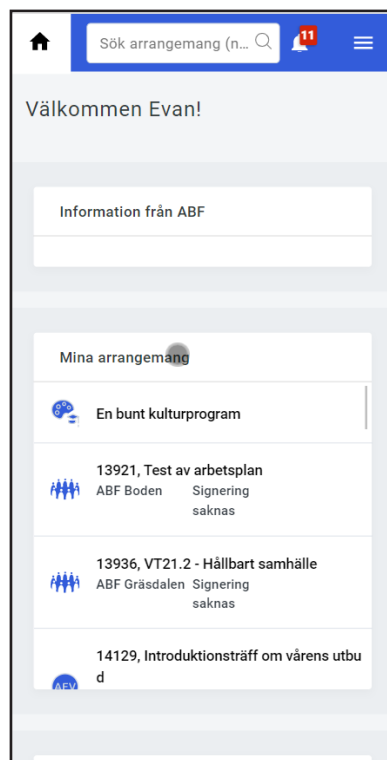 Sök arrangemang (n...
11
Välkommen Evan!
Information från ABF
Mina arrangemang
En bunt kulturprogram
13921, Test av arbetsplan
ABF Boden Signering
saknas
13936, VT21.2 - Hållbart samhälle
ABF Gräsdalen Signering
saknas
14129, Introduktionsträff om vårens utbu
d
AFV